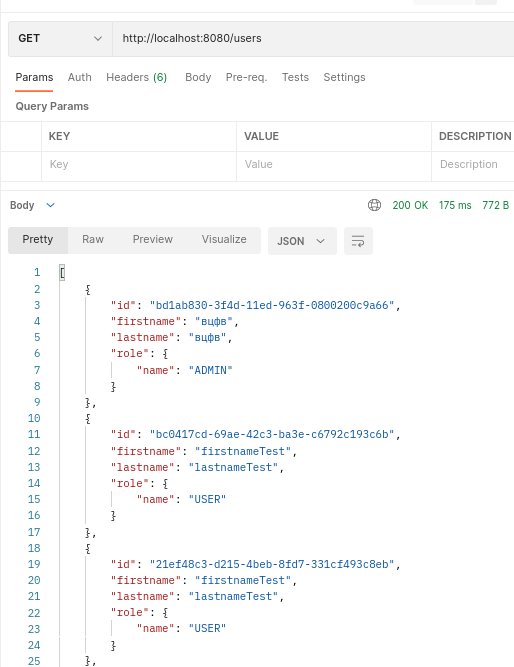 GET http://localhost:8080/users
Params Auth Headers (6) Body Pre-req. Tests Settings
Query Params
KEY VALUE DESCRIPTION
Key Value Description
Body 200 OK 175 ms 772 B
Pretty Raw Preview Visualize JSON
1 [
2 {
3 "id": "bd1ab830-3f4d-11ed-963f-0800200c9a66",
4 "firstname": "вцфв",
5 "lastname": "вцфв",
6 "role": {
7 "name": "ADMIN"
8 }
9 },
10 {
11 "id": "bc0417cd-69ae-42c3-ba3e-c6792c193c6b",
12 "firstname": "firstnameTest",
13 "lastname": "lastnameTest",
14 "role": {
15 "name": "USER"
16 }
17 },
18 {
19 "id": "21ef48c3-d215-4beb-8fd7-331cf493c8eb",
20 "firstname": "firstnameTest",
21 "lastname": "lastnameTest",
22 "role": {
23 "name": "USER"
24 }
25 },